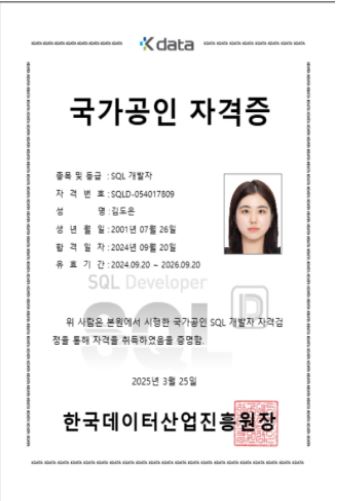 Kdata
국가공인 자격증
종목 및 등급 : SQL 개발자
자 격 번 호 : SQLD-054017809
성 명 : 김도은
생 년 월 일 : 2001년 07월 26일
합 격 일 자 : 2024년 09월 20일
유 효 기 간 : 2024.09.20 ~ 2026.09.20
SQL Developer
SQL D
위 사람은 본원에서 시행한 국가공인 SQL 개발자 자격검
정을 통해 자격을 취득하였음을 증명함.
2025년 3월 25일
한국데이터산업진흥원장